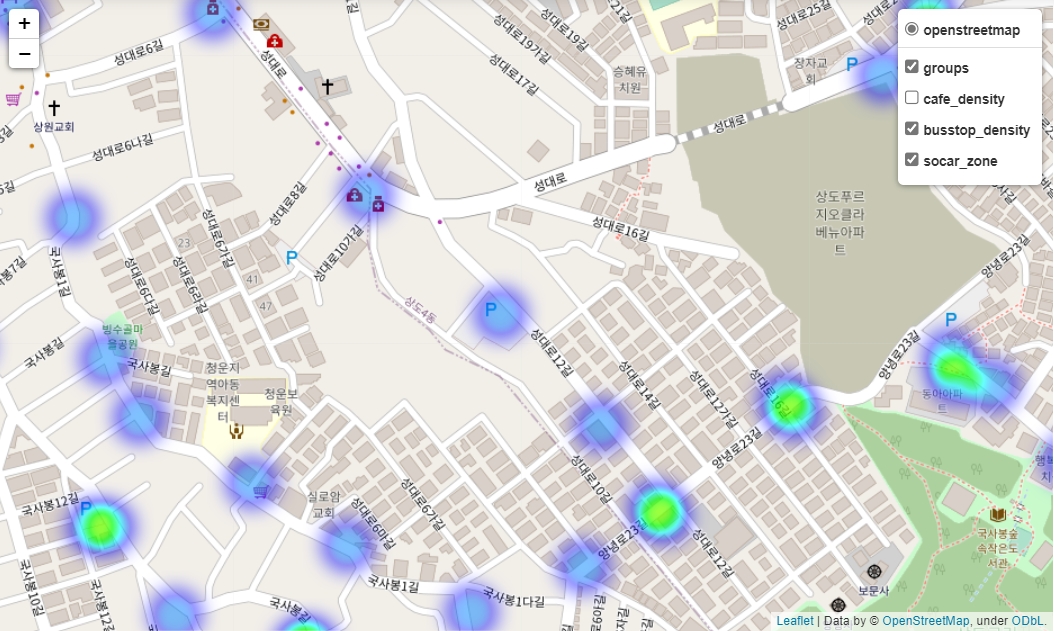 +
−
openstreetmap
groups
cafe_density
busstop_density
socar_zone
성대로6길
성대로
성대로19가길
성대로19길
성대로17길
승혜유
치원
장자교
회
성대로25길
성대로
상원교회
성대로6나길
성대로8길
성대로
성대로16길
상도푸르
지오클라
베뉴아파
트
양녕로23길
23
성대로6가길
성대로6라길
성대로6다길
성대로10가길
P
41
47
국사봉1길
상도4동
빙수골마
을공원
국사봉길
국사봉길
청운지
역아동
복지센
터
청운보
육원
P
성대로12길
성대로14길
성대로12가길
성대로16길
양녕로23길
P
동아아파
트
양녕로23길
성대로10길
양녕로23길
성대로12길
국사봉12길
P
실로암
교회
성대로6마길
성대로6가길
국사봉1길
국사봉1다길
국사봉길
국사봉10길
국사봉숲
속작은도
서관
보문사
Leaflet | Data by © OpenStreetMap, under ODbL.